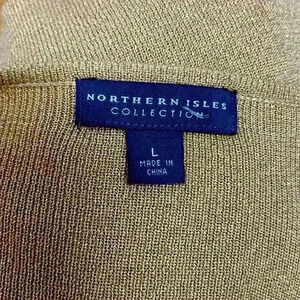 NORTHERN ISLES
COLLECTION
L
MADE IN
CHINA